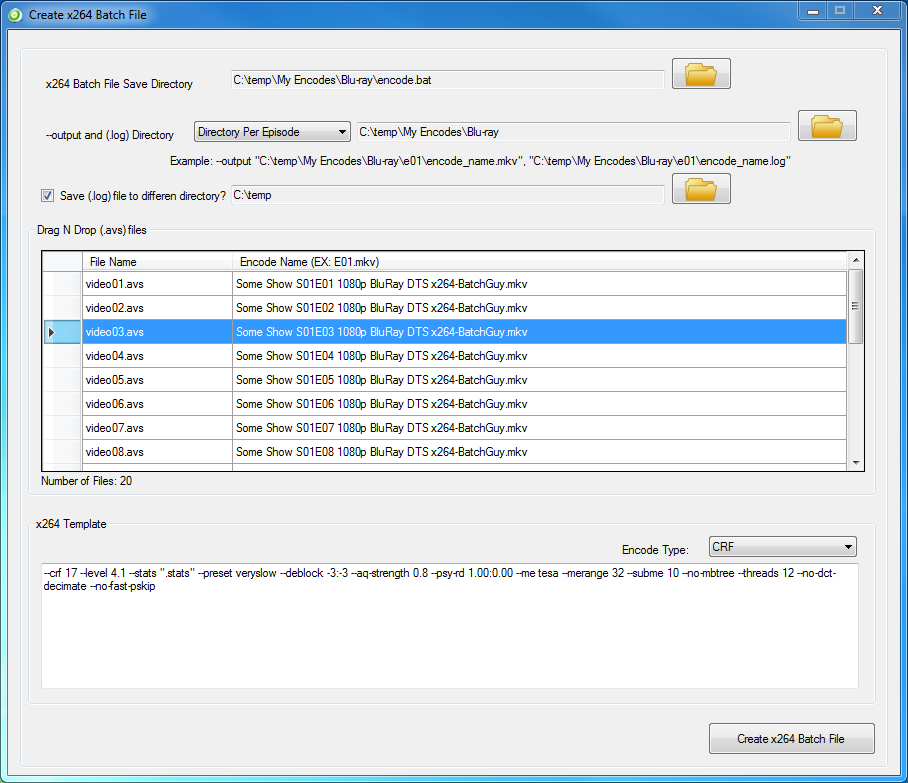 Create x264 Batch File
x264 Batch File Save Directory
C:\temp\My Encodes\Blu-ray\encode.bat
--output and (.log) Directory
Directory Per Episode
C:\temp\My Encodes\Blu-ray
Example: --output "C:\temp\My Encodes\Blu-ray\e01\encode_name.mkv", "C:\temp\My Encodes\Blu-ray\e01\encode_name.log"
Save (.log) file to differen directory?
C:\temp
Drag N Drop (.avs) files
File Name Encode Name (EX: E01.mkv)
video01.avs Some Show S01E01 1080p BluRay DTS x264-BatchGuy.mkv
video02.avs Some Show S01E02 1080p BluRay DTS x264-BatchGuy.mkv
video03.avs Some Show S01E03 1080p BluRay DTS x264-BatchGuy.mkv
video04.avs Some Show S01E04 1080p BluRay DTS x264-BatchGuy.mkv
video05.avs Some Show S01E05 1080p BluRay DTS x264-BatchGuy.mkv
video06.avs Some Show S01E06 1080p BluRay DTS x264-BatchGuy.mkv
video07.avs Some Show S01E07 1080p BluRay DTS x264-BatchGuy.mkv
video08.avs Some Show S01E08 1080p BluRay DTS x264-BatchGuy.mkv
Number of Files: 20
x264 Template
Encode Type: CRF
--crf 17 --level 4.1 --stats ".stats" --preset veryslow --deblock -3:-3 --aq-strength 0.8 --psy-rd 1.00:0.00 --me tesa --merange 32 --subme 10 --no-mbtree --threads 12 --no-dct-
decimate --no-fast-pskip
Create x264 Batch File